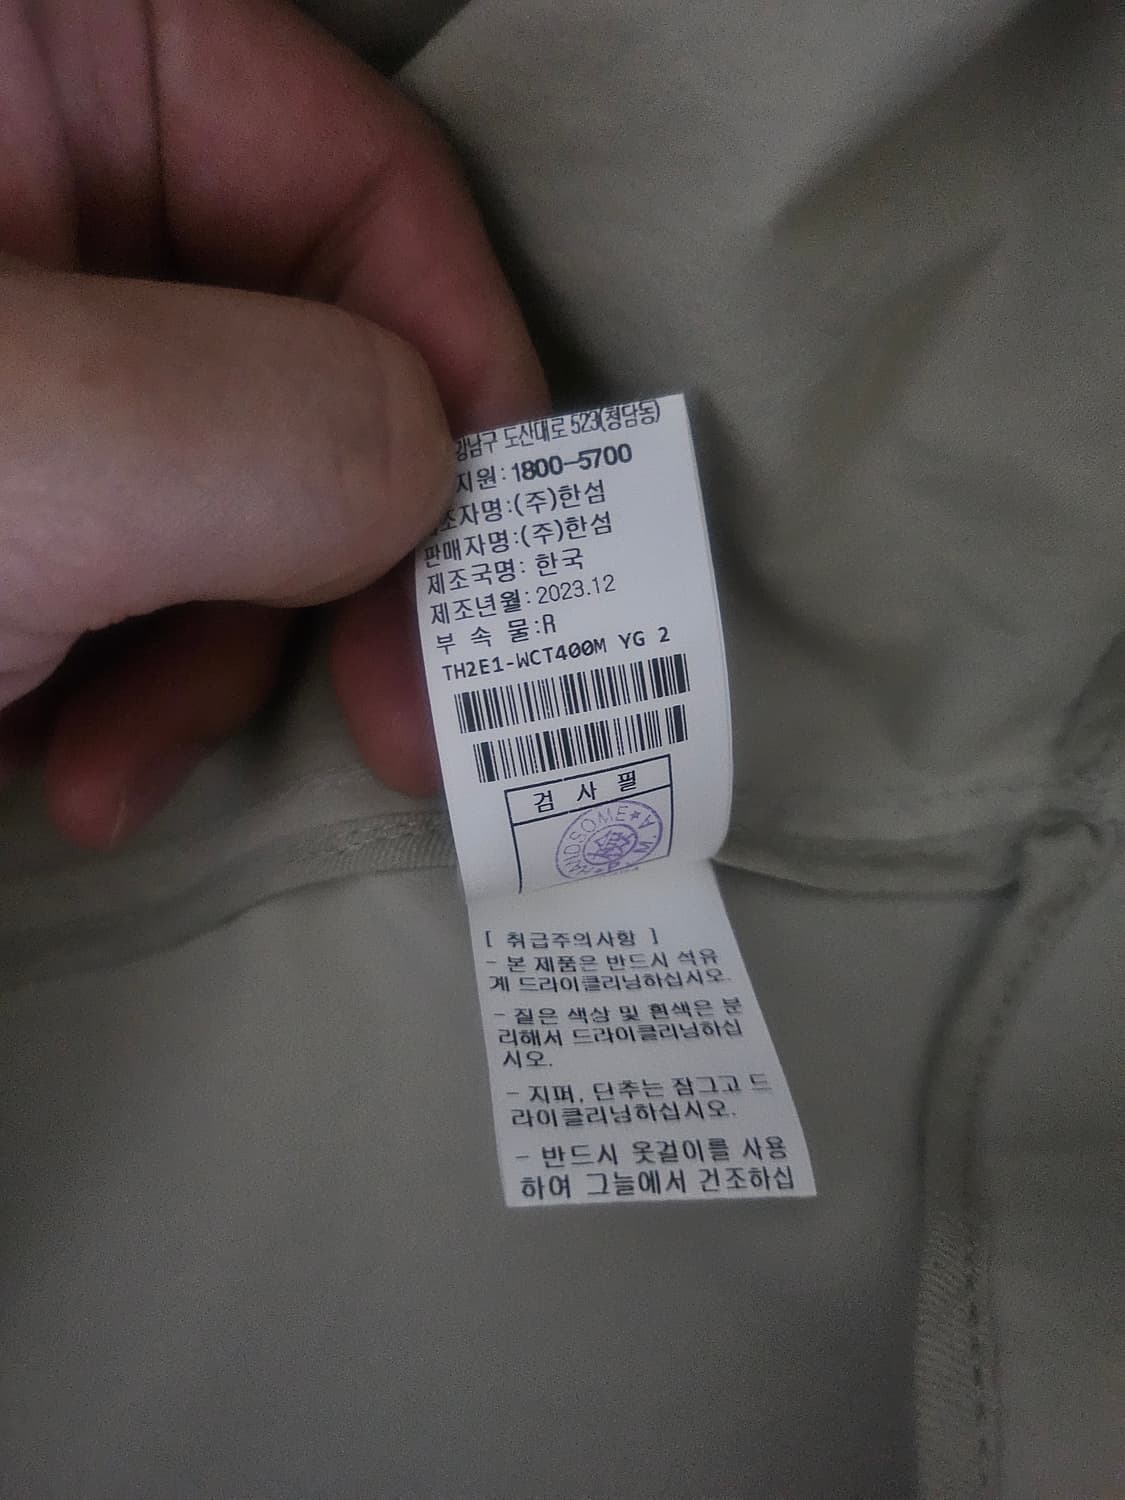 강남구 도산대로 523(청담동)
지원:1800-5700
조자명:(주)한섬
판매자명:(주)한섬
제조국명: 한국
제조년월:2023.12
부 속 물:R
TH2E1-WCT400M YG 2
검 사 필
HANDSOME★A
[ 취급주의사항 ]
- 본 제품은 반드시 석유
계 드라이클리닝하십시오.
- 짙은 색상 및 흰색은 분
리해서 드라이클리닝하십
시오.
- 지퍼, 단추는 잠그고 드
라이클리닝하십시오.
- 반드시 옷걸이를 사용
하여 그늘에서 건조하십